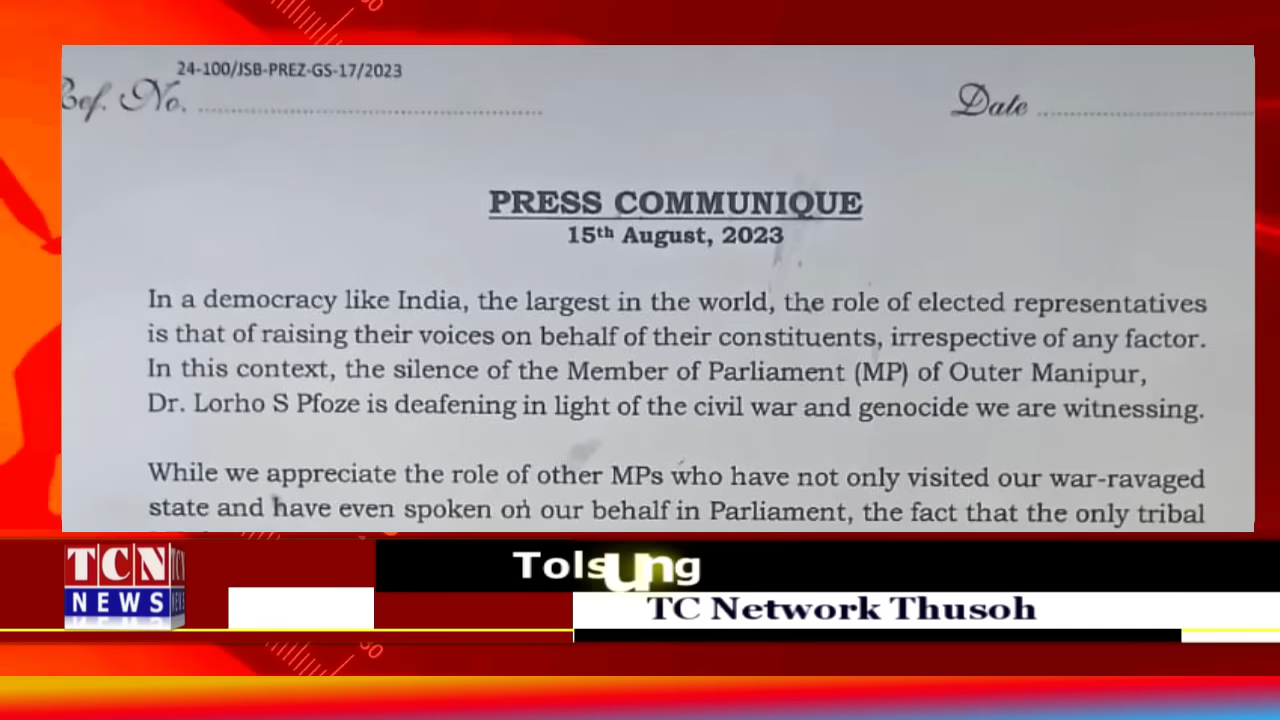 24-100/JSB-PREZ-GS-17/2023
Ref. No.
Date
PRESS COMMUNIQUE
15th August, 2023
In a democracy like India, the largest in the world, the role of elected representatives
is that of raising their voices on behalf of their constituents, irrespective of any factor.
In this context, the silence of the Member of Parliament (MP) of Outer Manipur,
Dr. Lorho S Pfoze is deafening in light of the civil war and genocide we are witnessing.
While we appreciate the role of other MPs who have not only visited our war-ravaged
state and have even spoken on our behalf in Parliament, the fact that the only tribal
TCN
NEWS
Tolsung
TC Network Thusoh
30
30